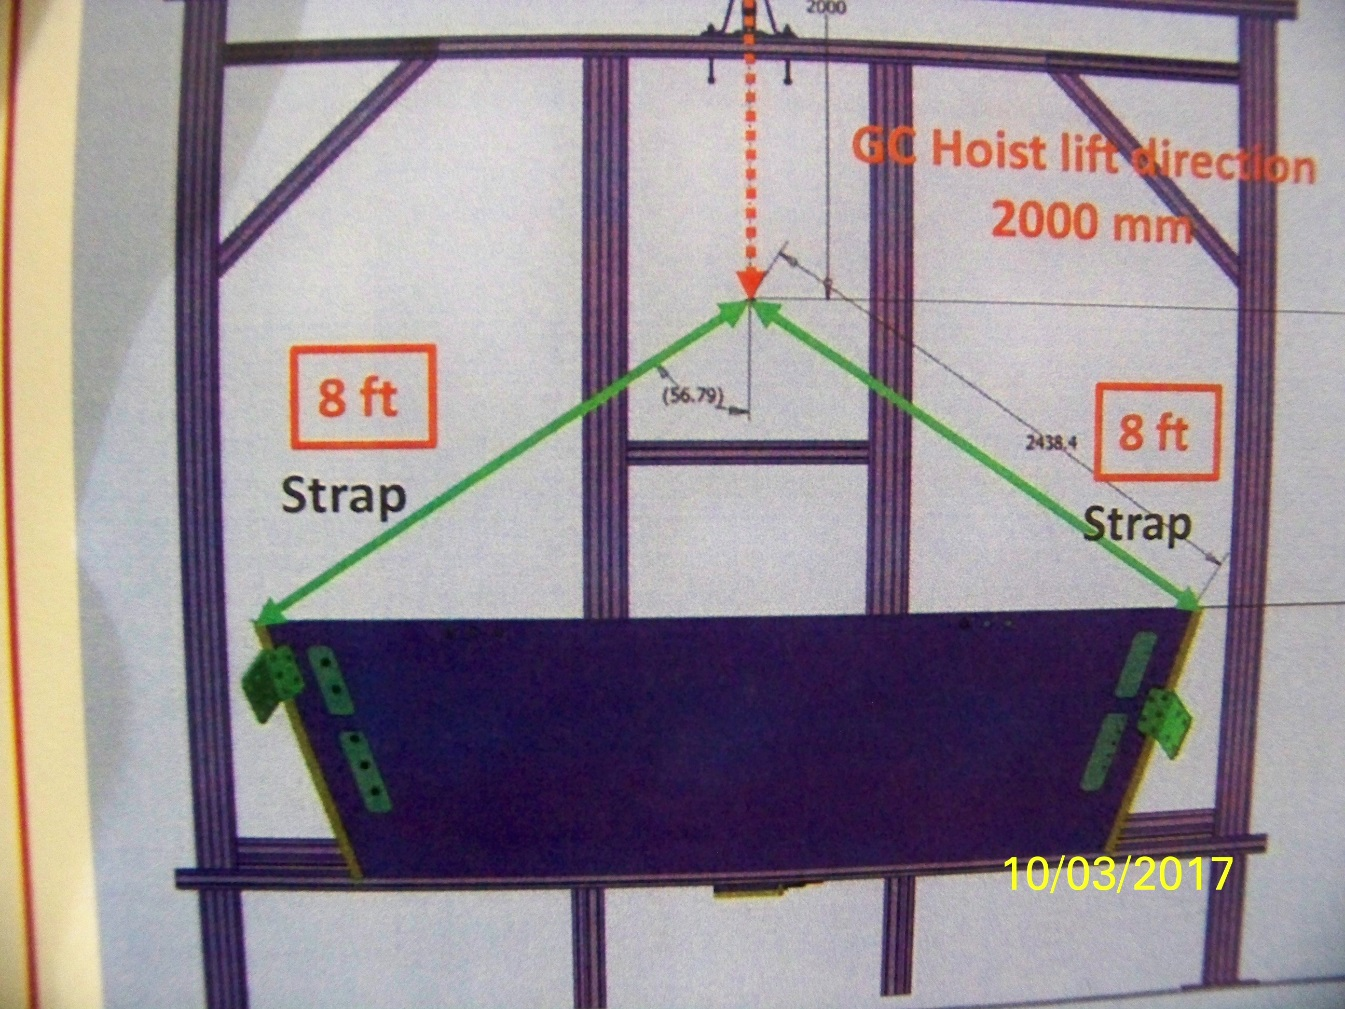 2000
GC Hoist lift direction
2000 mm
8 ft
(56.79)
2438.4
8 ft
Strap
Strap
10/03/2017